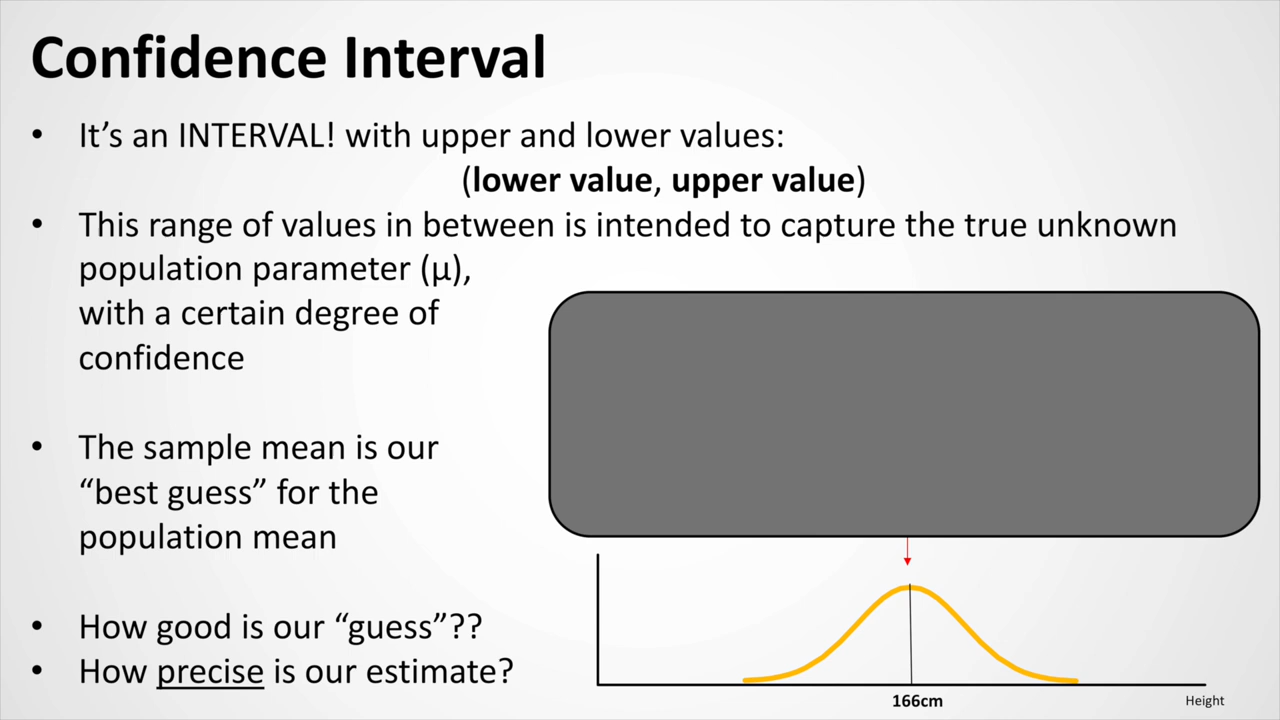 Confidence Interval
• It’s an INTERVAL! with upper and lower values:
(lower value, upper value)
• This range of values in between is intended to capture the true unknown
population parameter (μ),
with a certain degree of
confidence
• The sample mean is our
“best guess” for the
population mean
• How good is our “guess”??
• How precise is our estimate?
166cm
Height